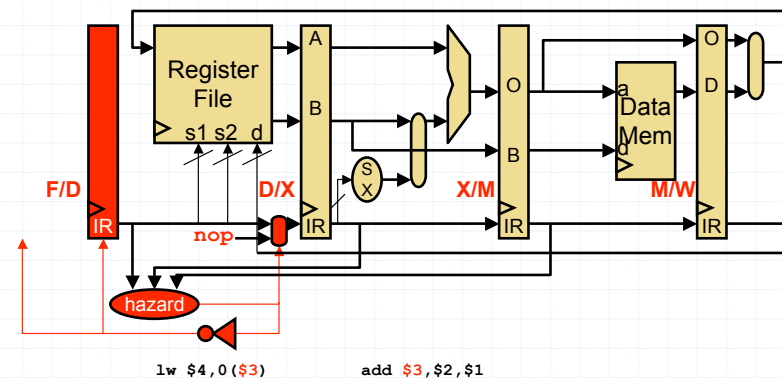 A
Register
File
O
D
B
O
a
Data
Mem
d
s1 s2 d
S
X
B
F/D
D/X
X/M
M/W
IR
nop
IR
IR
IR
hazard
lw $4,0($3)
add $3,$2,$1